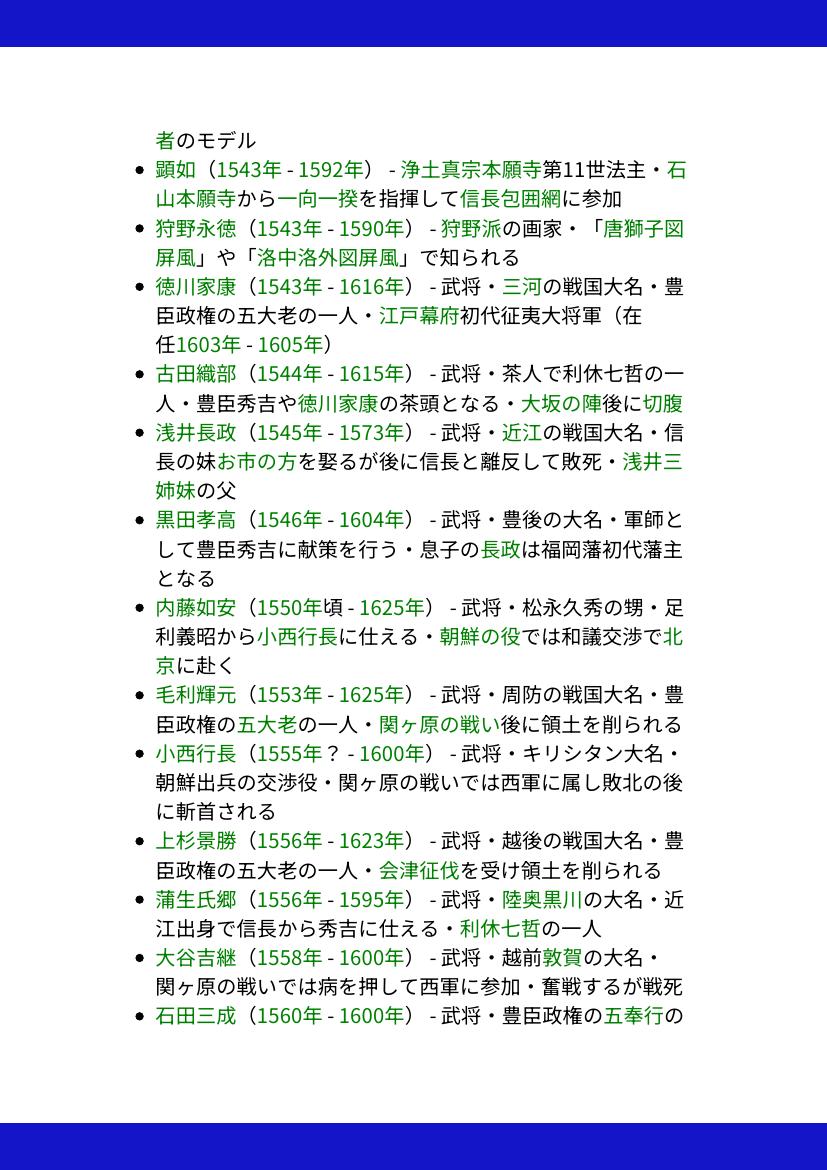 者のモデル
• 顕如（1543年 - 1592年） - 浄土真宗本願寺第11世法主・石
山本願寺から一向一揆を指揮して信長包囲網に参加
• 狩野永徳（1543年 - 1590年） - 狩野派の画家・「唐獅子図
屏風」や「洛中洛外図屏風」で知られる
• 徳川家康（1543年 - 1616年） - 武将・三河の戦国大名・豊
臣政権の五大老の一人・江戸幕府初代征夷大将軍（在
任1603年 - 1605年）
• 古田織部（1544年 - 1615年） - 武将・茶人で利休七哲の一
人・豊臣秀吉や徳川家康の茶頭となる・大坂の陣後に切腹
• 浅井長政（1545年 - 1573年） - 武将・近江の戦国大名・信
長の妹お市の方を娶るが後に信長と離反して敗死・浅井三
姉妹の父
• 黒田孝高（1546年 - 1604年） - 武将・豊後の大名・軍師と
して豊臣秀吉に献策を行う・息子の長政は福岡藩初代藩主
となる
• 内藤如安（1550年頃 - 1625年） - 武将・松永久秀の甥・足
利義昭から小西行長に仕える・朝鮮の役では和議交渉で北
京に赴く
• 毛利輝元（1553年 - 1625年） - 武将・周防の戦国大名・豊
臣政権の五大老の一人・関ヶ原の戦い後に領土を削られる
• 小西行長（1555年？ - 1600年） - 武将・キリシタン大名・
朝鮮出兵の交渉役・関ヶ原の戦いでは西軍に属し敗北の後
に斬首される
• 上杉景勝（1556年 - 1623年） - 武将・越後の戦国大名・豊
臣政権の五大老の一人・会津征伐を受け領土を削られる
• 蒲生氏郷（1556年 - 1595年） - 武将・陸奥黒川の大名・近
江出身で信長から秀吉に仕える・利休七哲の一人
• 大谷吉継（1558年 - 1600年） - 武将・越前敦賀の大名・
関ヶ原の戦いでは病を押して西軍に参加・奮戦するが戦死
• 石田三成（1560年 - 1600年） - 武将・豊臣政権の五奉行の